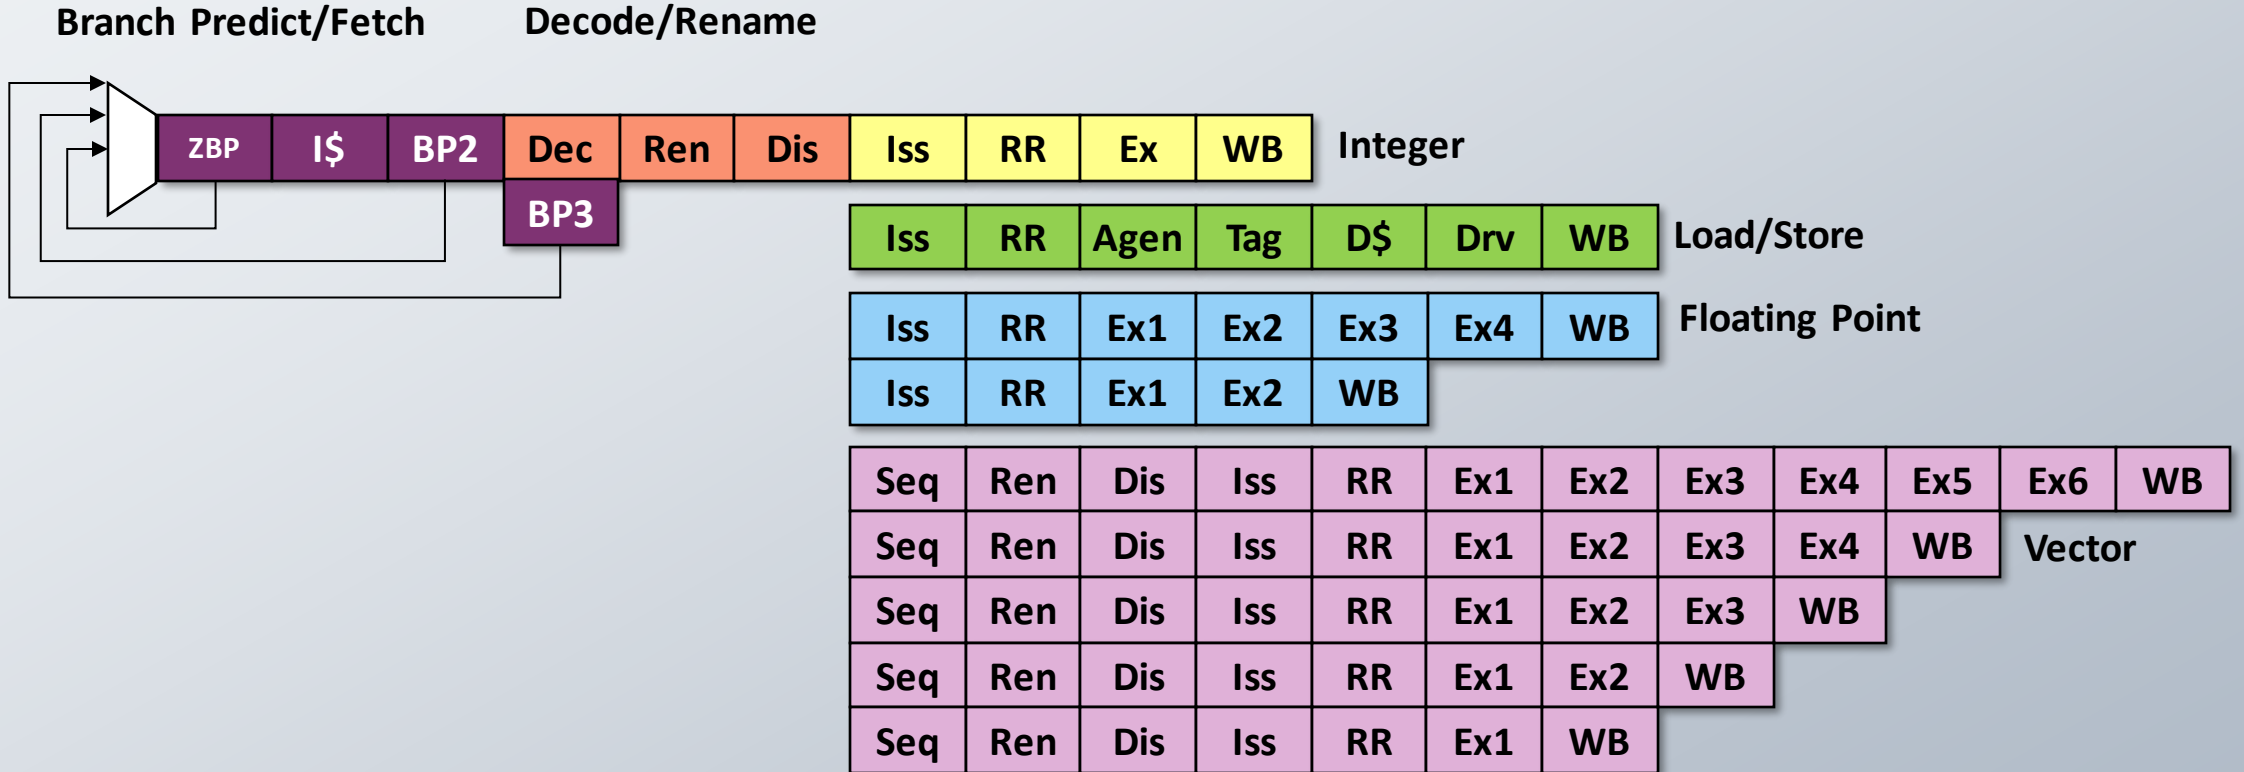 Branch Predict/Fetch Decode/Rename
ZBP I$ BP2 Dec Ren Dis Iss RR Ex WB Integer
BP3
Iss RR Agen Tag D$ Drv WB Load/Store
Iss RR Ex1 Ex2 Ex3 Ex4 WB Floating Point
Iss RR Ex1 Ex2 WB
Seq Ren Dis Iss RR Ex1 Ex2 Ex3 Ex4 Ex5 Ex6 WB
Seq Ren Dis Iss RR Ex1 Ex2 Ex3 Ex4 WB Vector
Seq Ren Dis Iss RR Ex1 Ex2 Ex3 WB
Seq Ren Dis Iss RR Ex1 Ex2 WB
Seq Ren Dis Iss RR Ex1 WB